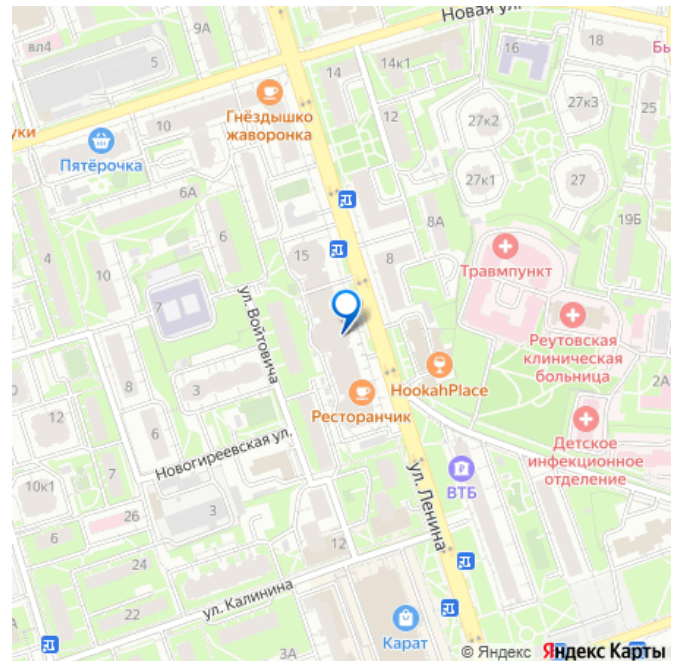 Новая ул.
9А
вл4
5
14
14к1
16
18
Бы
Гнёздышко
жаворонка
27к3
25
уки
10
12
27к2
Пятёрочка
6А
27к1
27
19Б
4
10
6
15
8А
8
Травмпункт
7
ул. Войтовича
Реутовская
клиническая
больница
8
3
HookahPlace
2А
Ресторанчик
12
6
Новогиреевская ул.
Детское
инфекционное
отделение
7
10к1
ВТБ
ул. Ленина
26
3
6
12
24
ул. Калинина
22
3А
Карат
© Яндекс Яндекс Карты